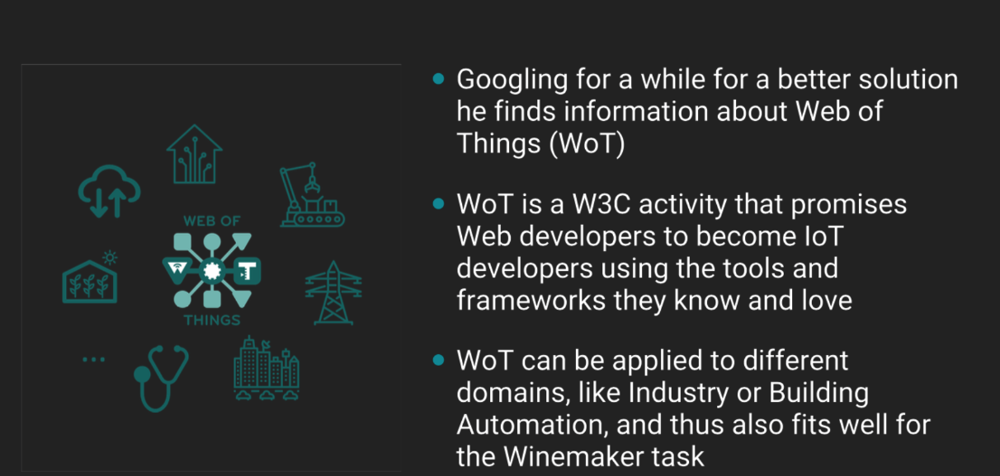 WEB OF
W
T
THINGS
...
• Googling for a while for a better solution
he finds information about Web of
Things (WoT)
• WoT is a W3C activity that promises
Web developers to become IoT
developers using the tools and
frameworks they know and love
• WoT can be applied to different
domains, like Industry or Building
Automation, and thus also fits well for
the Winemaker task